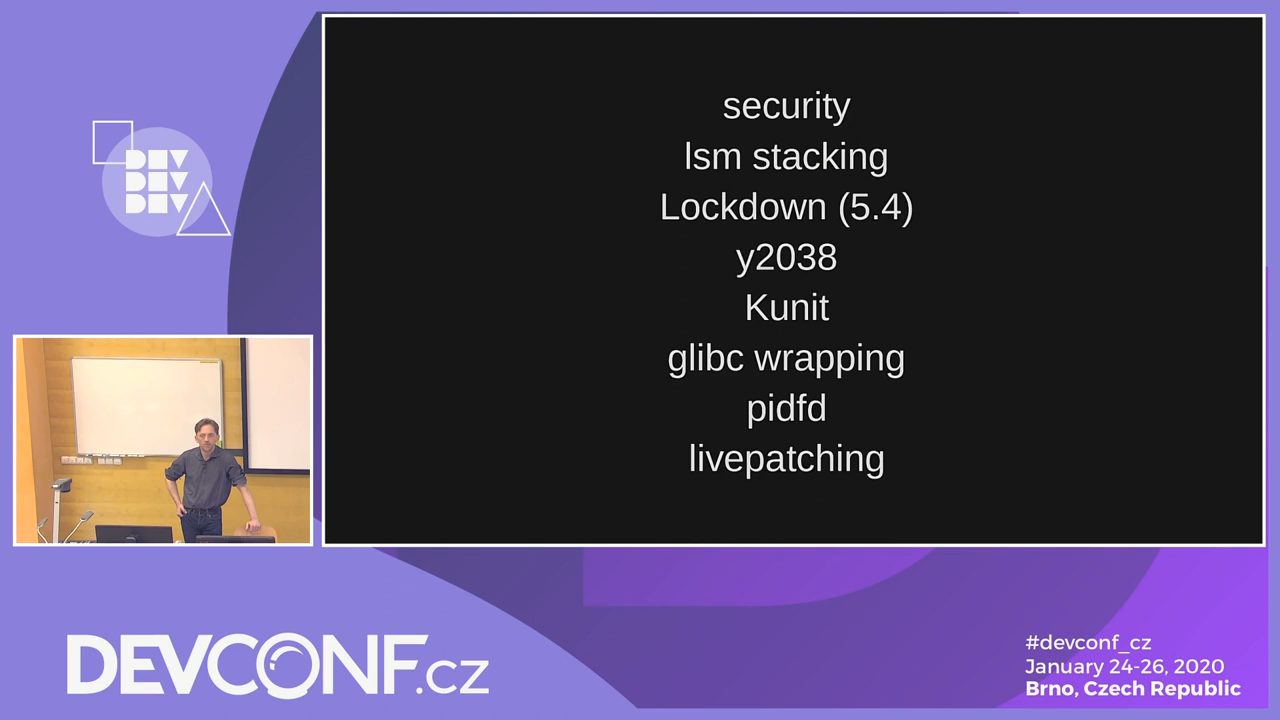 DEV
DEV
DEV
security
lsm stacking
Lockdown (5.4)
y2038
Kunit
glibc wrapping
pidfd
livepatching
DEVCONF.cz
#devconf_cz
January 24-26, 2020
Brno, Czech Republic